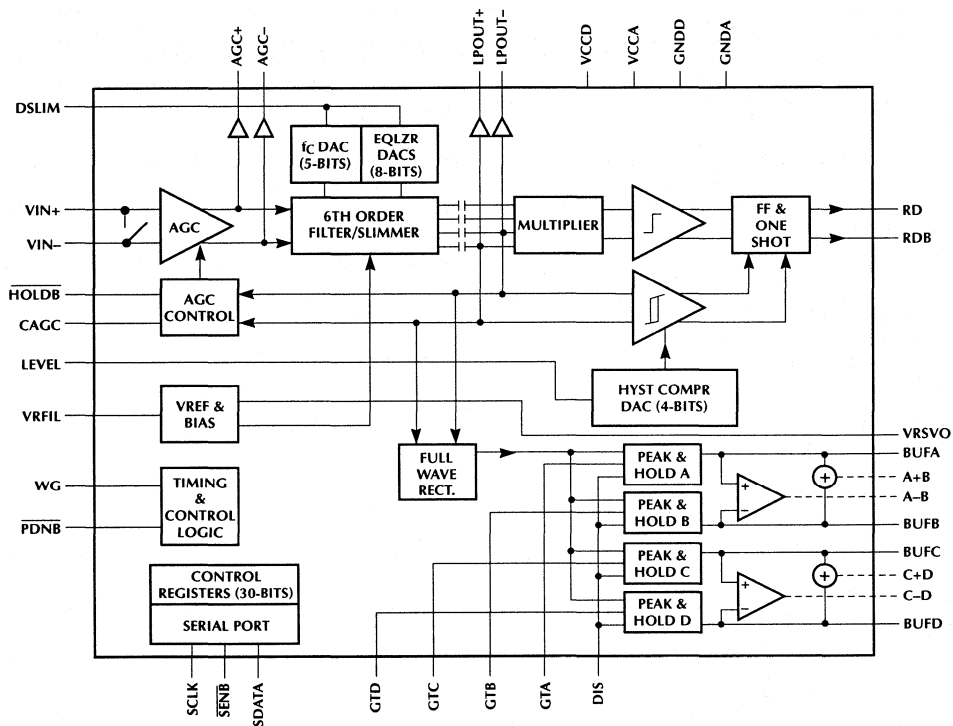 AGC+
AGC−
LPOUT+
LPOUT−
VCCD
VCCA
GNDD
GNDA
DSLIM
fC DAC
(5-BITS)
EQLZR
DACS
(8-BITS)
VIN+
VIN−
AGC
6TH ORDER
FILTER/SLIMMER
MULTIPLIER
FF &
ONE
SHOT
RD
RDB
HOLDB
CAGC
AGC
CONTROL
LEVEL
HYST COMPR
DAC (4-BITS)
VRFIL
VREF &
BIAS
VRSVO
FULL
WAVE
RECT.
PEAK &
HOLD A
+
−
+
BUFA
A+B
A−B
BUFB
WG
PDNB
TIMING
&
CONTROL
LOGIC
PEAK &
HOLD B
PEAK &
HOLD C
+
−
+
BUFC
C+D
C−D
BUFD
PEAK &
HOLD D
CONTROL
REGISTERS (30-BITS)
SERIAL PORT
SCLK
SENB
SDATA
GTD
GTC
GTB
GTA
DIS